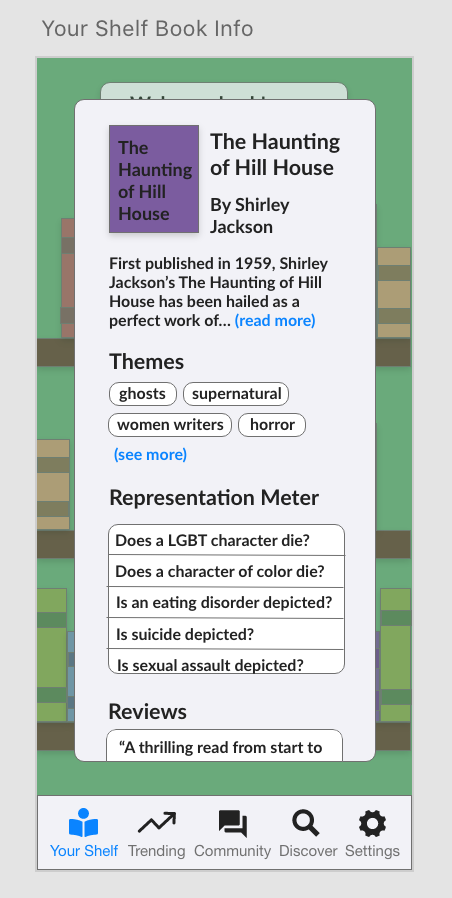 Your Shelf Book Info
The
Haunting
of Hill
House
The Haunting
of Hill House
By Shirley
Jackson
First published in 1959, Shirley
Jackson’s The Haunting of Hill
House has been hailed as a
perfect work of... (read more)
Themes
ghosts supernatural
women writers horror
(see more)
Representation Meter
Does a LGBT character die?
Does a character of color die?
Is an eating disorder depicted?
Is suicide depicted?
Is sexual assault depicted?
Reviews
“A thrilling read from start to
Your Shelf Trending Community Discover Settings